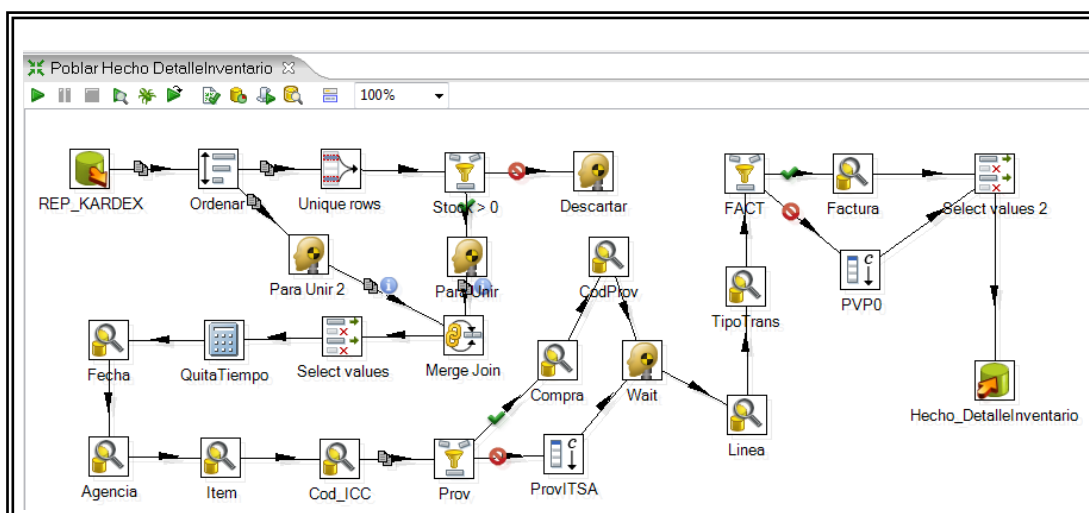 Poblar Hecho DetalleInventario
100%
REP_KARDEX
Ordenar
Unique rows
Stock > 0
Descartar
FACT
Factura
Select values 2
Para Unir 2
Para Unir
CodProv
TipoTrans
PVP0
Fecha
QuitaTiempo
Select values
Merge Join
Compra
Wait
Linea
Hecho_DetalleInventario
Agencia
Item
Cod_ICC
Prov
ProvITSA